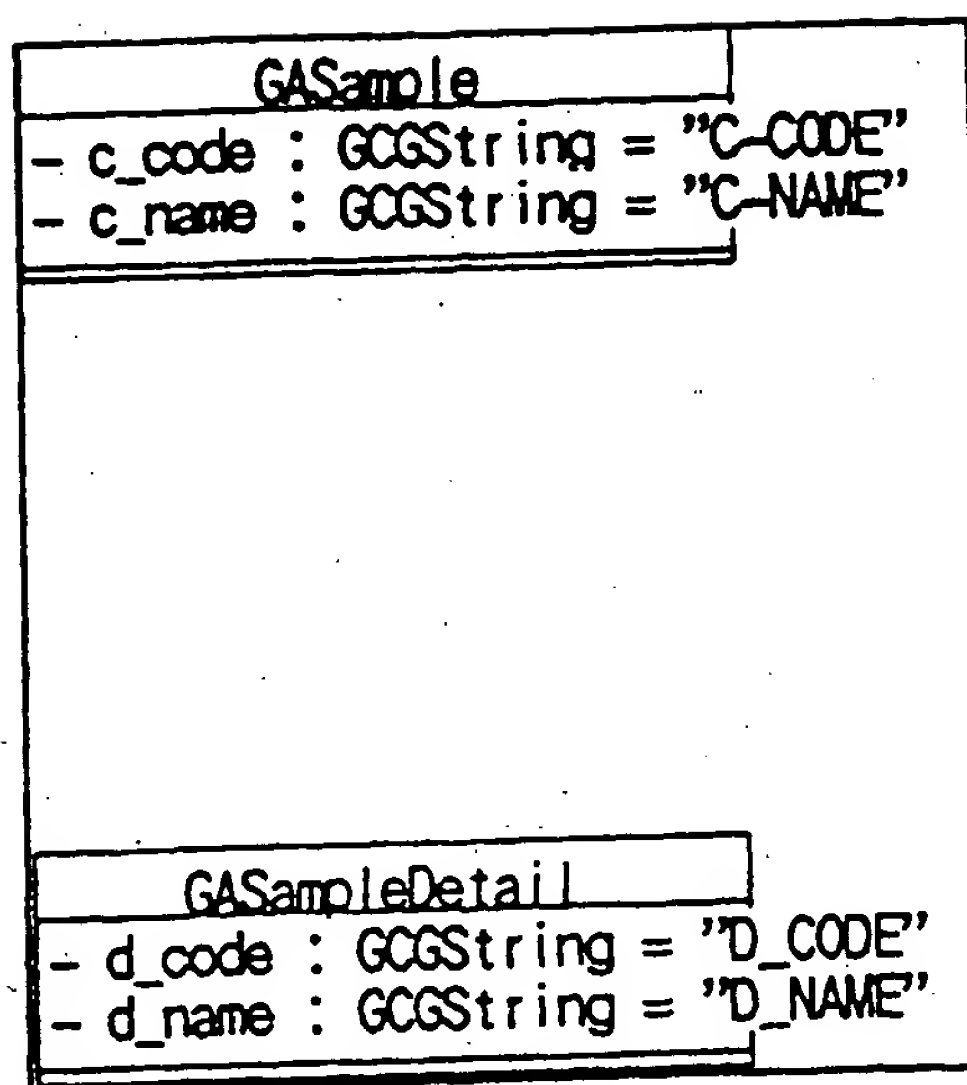 GASample
- c_code : GCGString = "C-CODE"
- c_name : GCGString = "C-NAME"
GASampleDetail
- d_code : GCGString = "D_CODE"
- d_name : GCGString = "D_NAME"